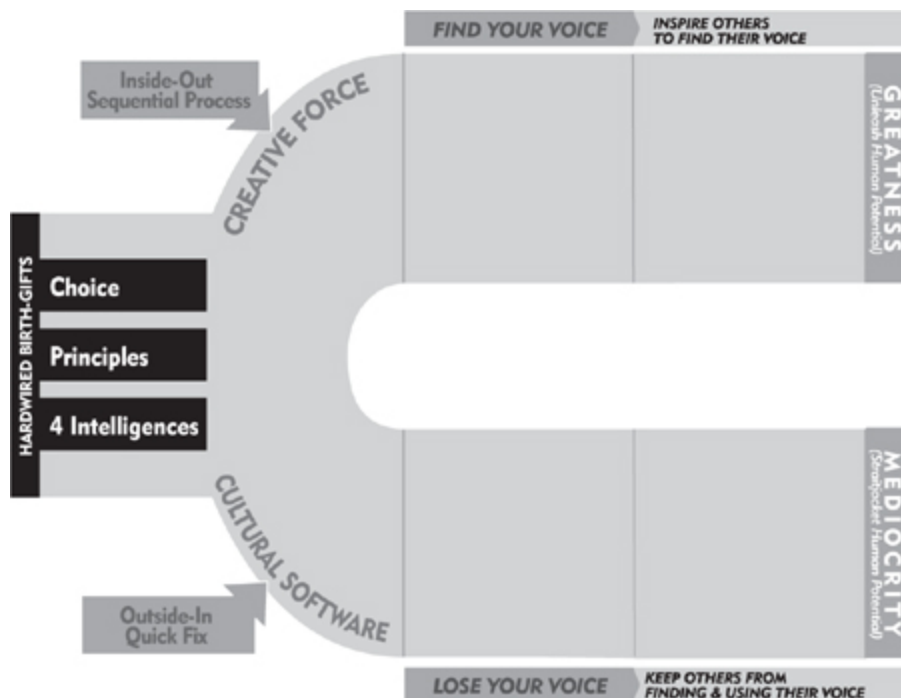 FIND YOUR VOICE
INSPIRE OTHERS
TO FIND THEIR VOICE
Inside-Out
Sequential Process
CREATIVE FORCE
GREATNESS
(Unleash Human Potential)
HARDWIRED BIRTH-GIFTS
Choice
Principles
4 Intelligences
CULTURAL SOFTWARE
MEDIOCRITY
(Straitjacket Human Potential)
Outside-In
Quick Fix
LOSE YOUR VOICE
KEEP OTHERS FROM
FINDING & USING THEIR VOICE